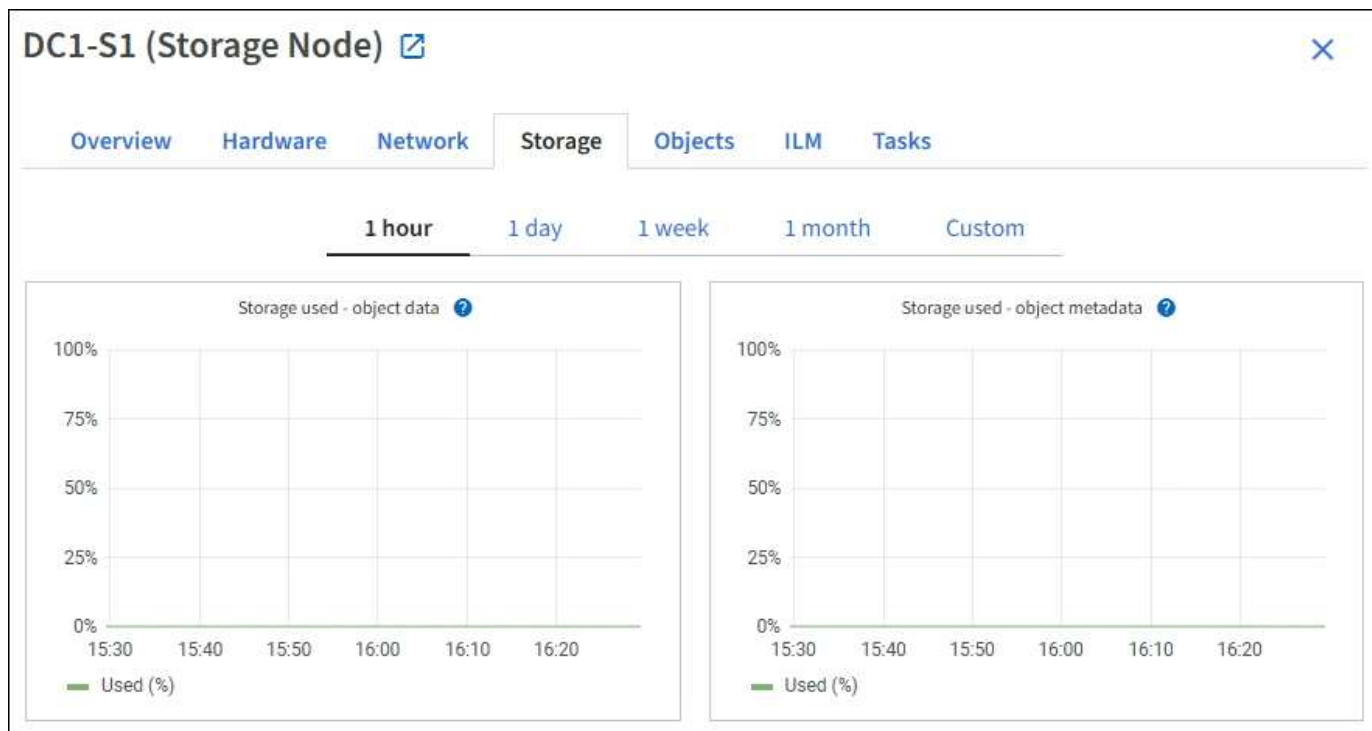 DC1-S1 (Storage Node)
Overview Hardware Network Storage Objects ILM Tasks
1 hour 1 day 1 week 1 month Custom
Storage used - object data ?
100%
75%
50%
25%
0%
15:30 15:40 15:50 16:00 16:10 16:20
Used (%)
Storage used - object metadata ?
100%
75%
50%
25%
0%
15:30 15:40 15:50 16:00 16:10 16:20
Used (%)